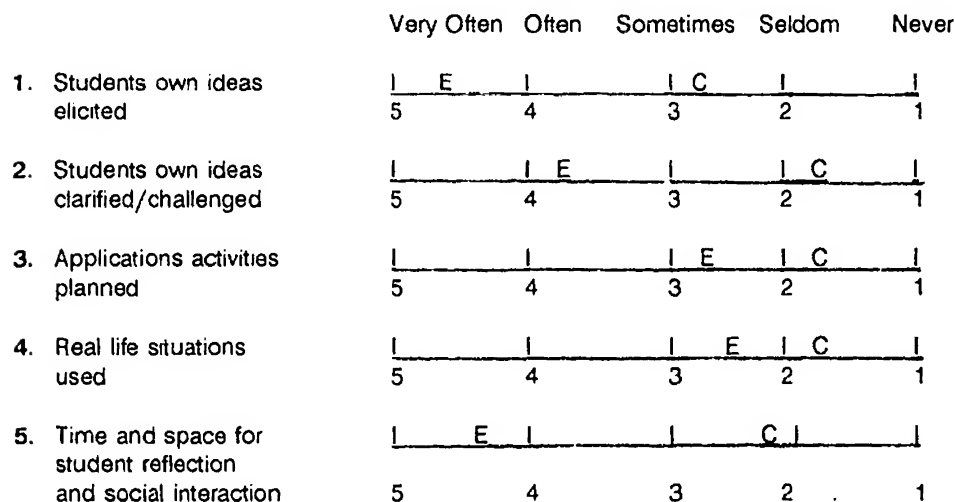 Very Often Often Sometimes Seldom Never
1. Students own ideas
elicited
E C
5 4 3 2 1
2. Students own ideas
clarified/challenged
E C
5 4 3 2 1
3. Applications activities
planned
E C
5 4 3 2 1
4. Real life situations
used
E C
5 4 3 2 1
5. Time and space for
student reflection
and social interaction
E C
5 4 3 2 1